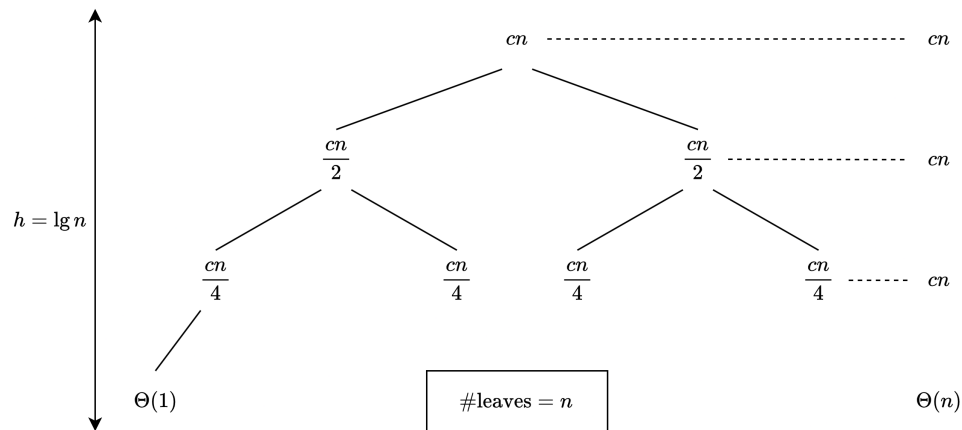 cn cn
cn/2 cn/2 cn
h = lg n
cn/4 cn/4 cn/4 cn/4 cn
Θ(1) #leaves = n Θ(n)